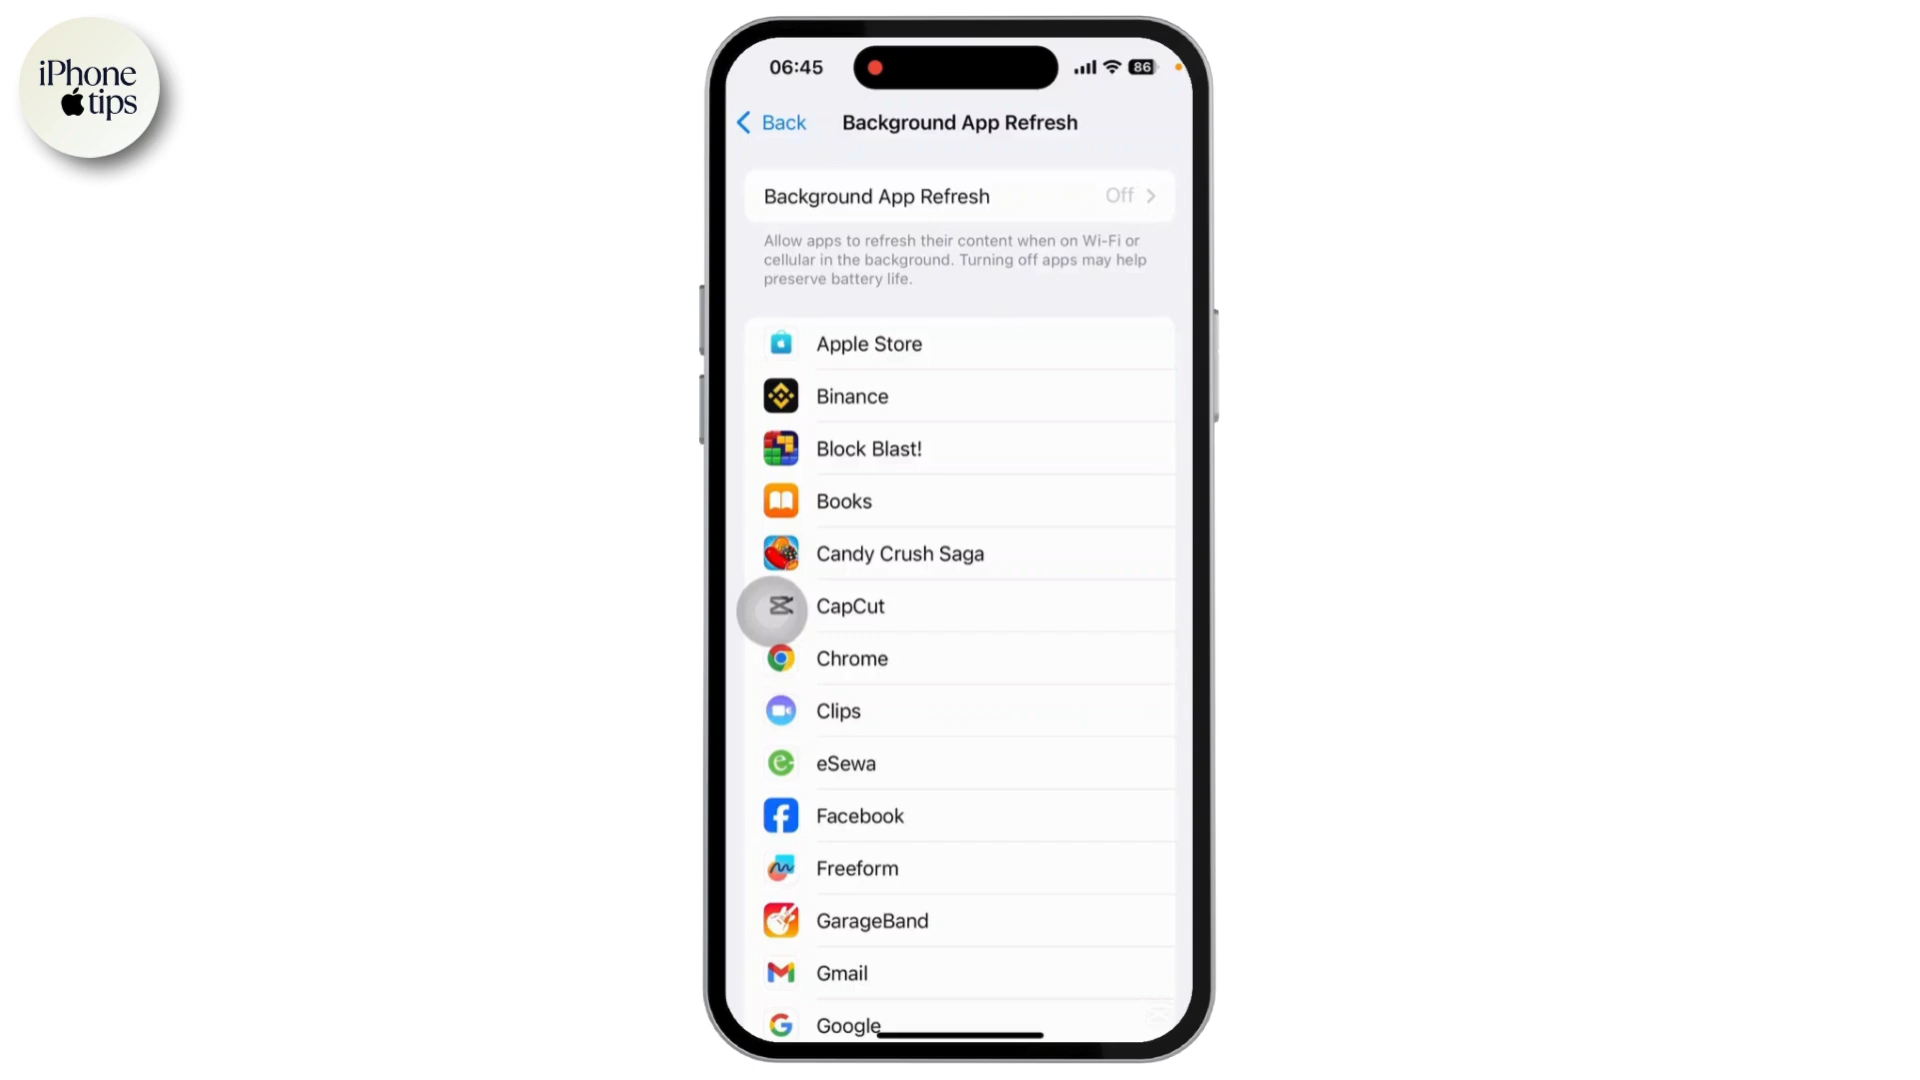 iPhone
tips
06:45
86
Back
Background App Refresh
Background App Refresh
Off
Allow apps to refresh their content when on Wi-Fi or
cellular in the background. Turning off apps may help
preserve battery life.
Apple Store
Binance
Block Blast!
Books
Candy Crush Saga
CapCut
Chrome
Clips
eSewa
Facebook
Freeform
GarageBand
Gmail
Google